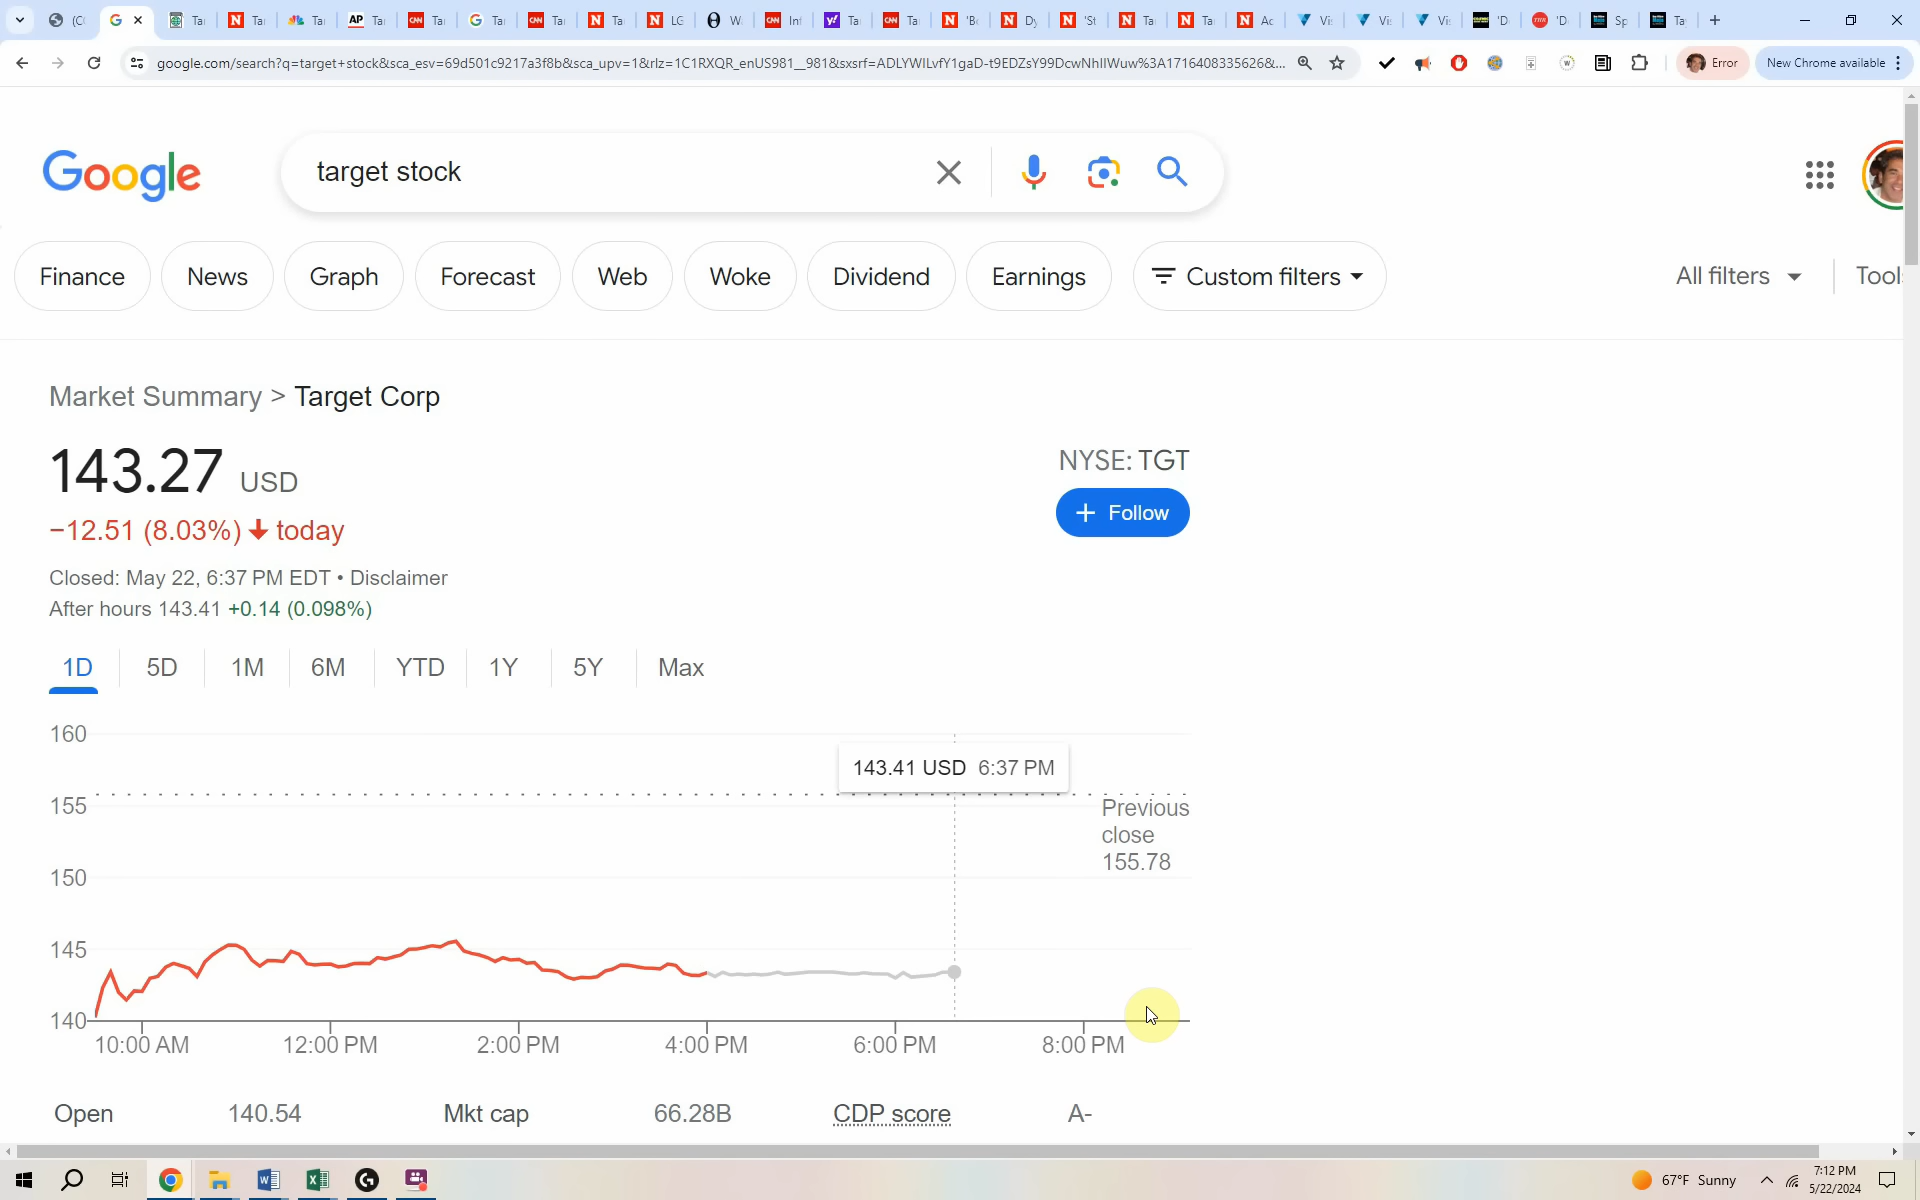 Error
New Chrome available
google.com/search?q=target+stock&sca_esv=69d501c9217a3f8b&sca_upv=1&rlz=1C1RXQR_enUS981__981&sxsrf=ADLYWILvfY1gaD-t9EDZsY99DcwNhIlWuw%3A1716408335626&...
Google
target stock
Finance
News
Graph
Forecast
Web
Woke
Dividend
Earnings
Custom filters
All filters
Market Summary > Target Corp
143.27 USD
NYSE: TGT
+ Follow
−12.51 (8.03%) today
Closed: May 22, 6:37 PM EDT • Disclaimer
After hours 143.41 +0.14 (0.098%)
1D 5D 1M 6M YTD 1Y 5Y Max
160
143.41 USD 6:37 PM
155
Previous
close
155.78
150
145
140
10:00 AM 12:00 PM 2:00 PM 4:00 PM 6:00 PM 8:00 PM
Open 140.54 Mkt cap 66.28B CDP score A-
67°F Sunny
7:12 PM
5/22/2024